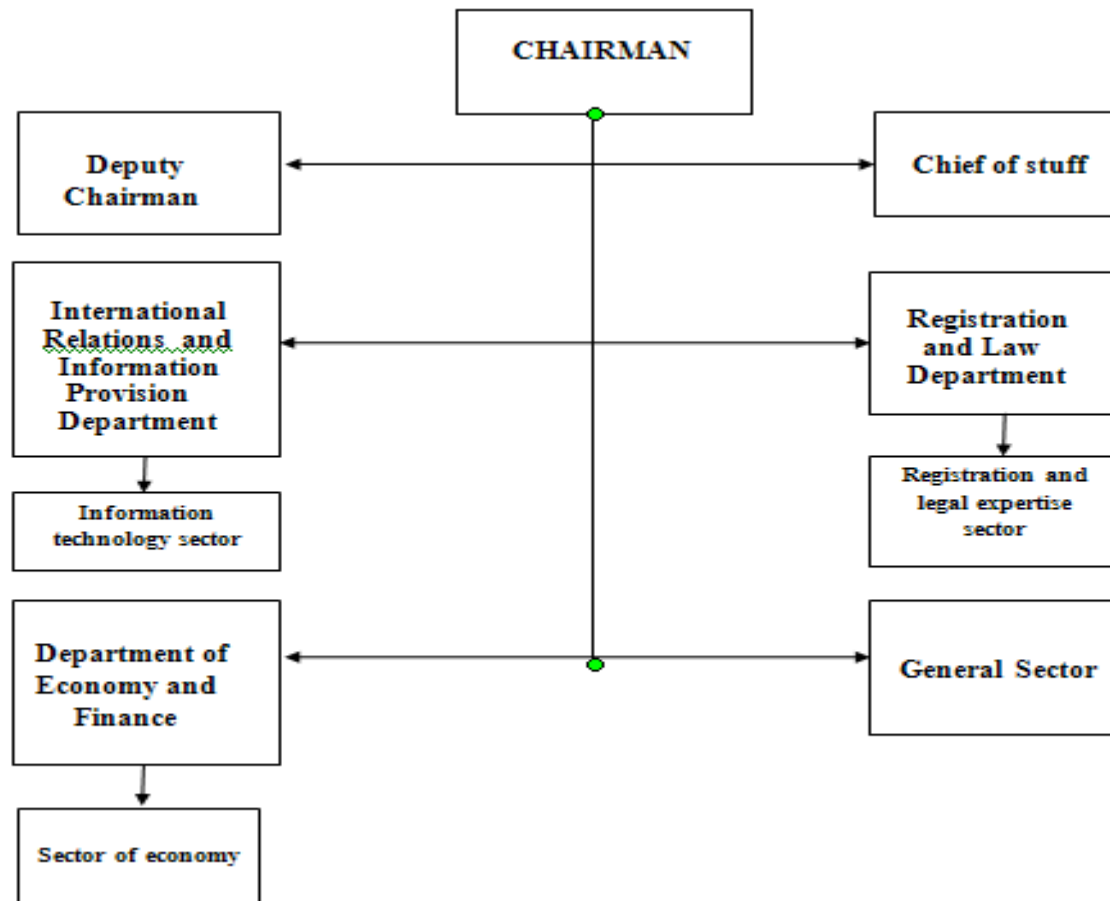 CHAIRMAN
Deputy
Chairman
Chief of stuff
International
Relations and
Information
Provision
Department
Registration
and Law
Department
Information
technology sector
Registration and
legal expertise
sector
Department of
Economy and
Finance
General Sector
Sector of economy